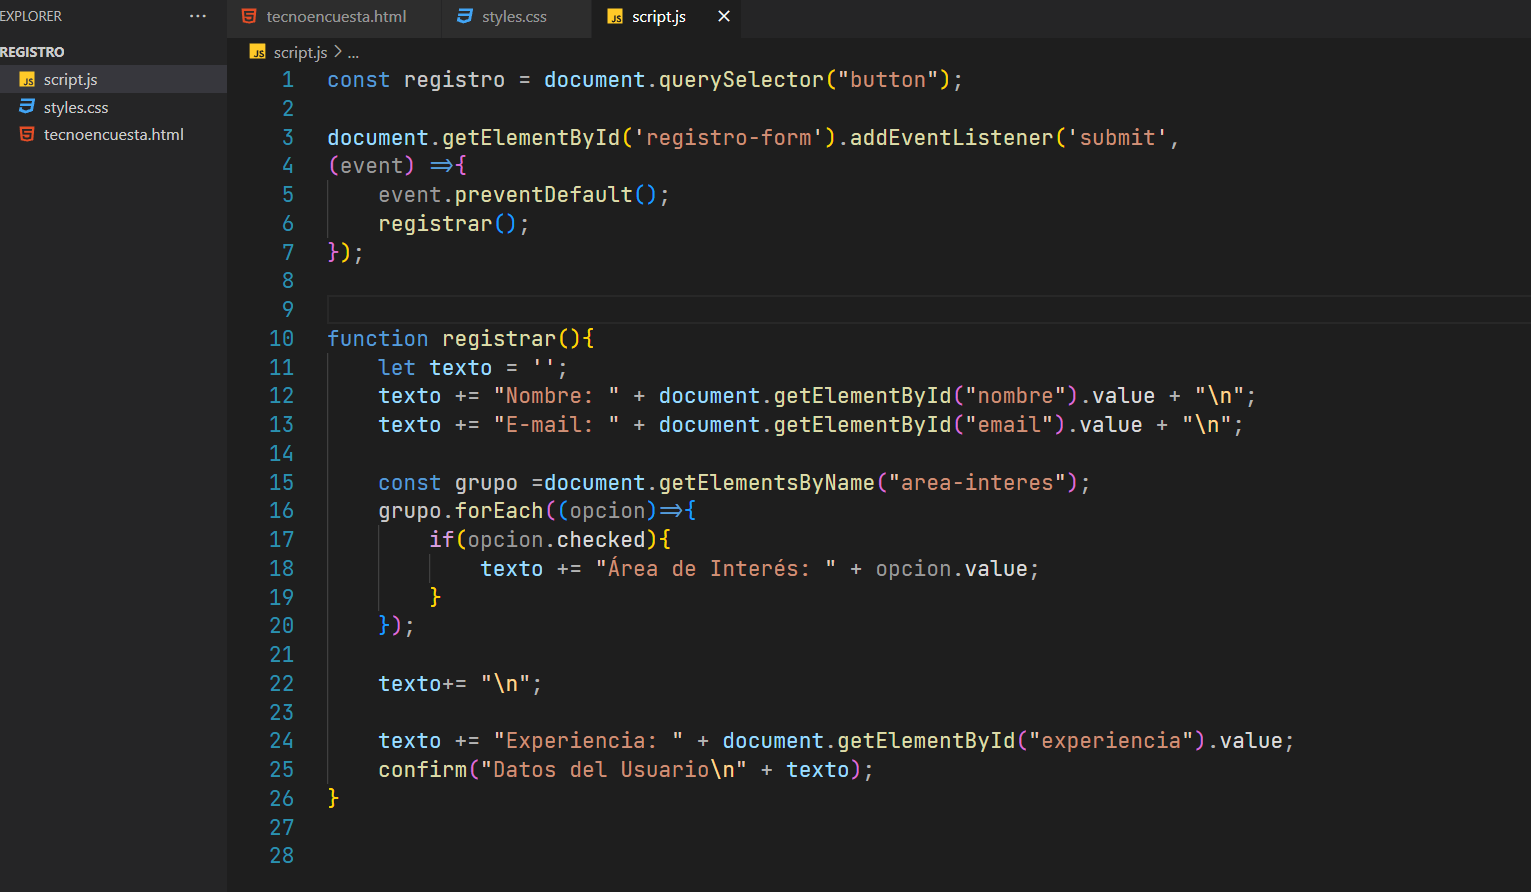 EXPLORER ...
tecnoencuesta.html styles.css JS script.js ✕
REGISTRO
JS script.js > ...
JS script.js
styles.css
tecnoencuesta.html
1 const registro = document.querySelector("button");
2
3 document.getElementById('registro-form').addEventListener('submit',
4 (event) =>{
5     event.preventDefault();
6     registrar();
7 });
8
9
10 function registrar(){
11     let texto = '';
12     texto += "Nombre: " + document.getElementById("nombre").value + "\n";
13     texto += "E-mail: " + document.getElementById("email").value + "\n";
14
15     const grupo =document.getElementsByName("area-interes");
16     grupo.forEach((opcion)=>{
17         if(opcion.checked){
18             texto += "Área de Interés: " + opcion.value;
19         }
20     });
21
22     texto+= "\n";
23
24     texto += "Experiencia: " + document.getElementById("experiencia").value;
25     confirm("Datos del Usuario\n" + texto);
26 }
27
28